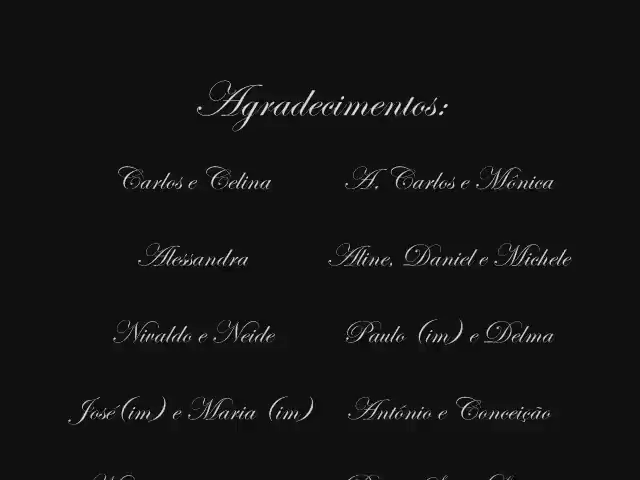 Agradecimentos:
Carlos e Celina
A. Carlos e Mônica
Alessandra
Aline, Daniel e Michele
Nivaldo e Neide
Paulo (im) e Delma
José(im) e Maria (im)
António e Conceição